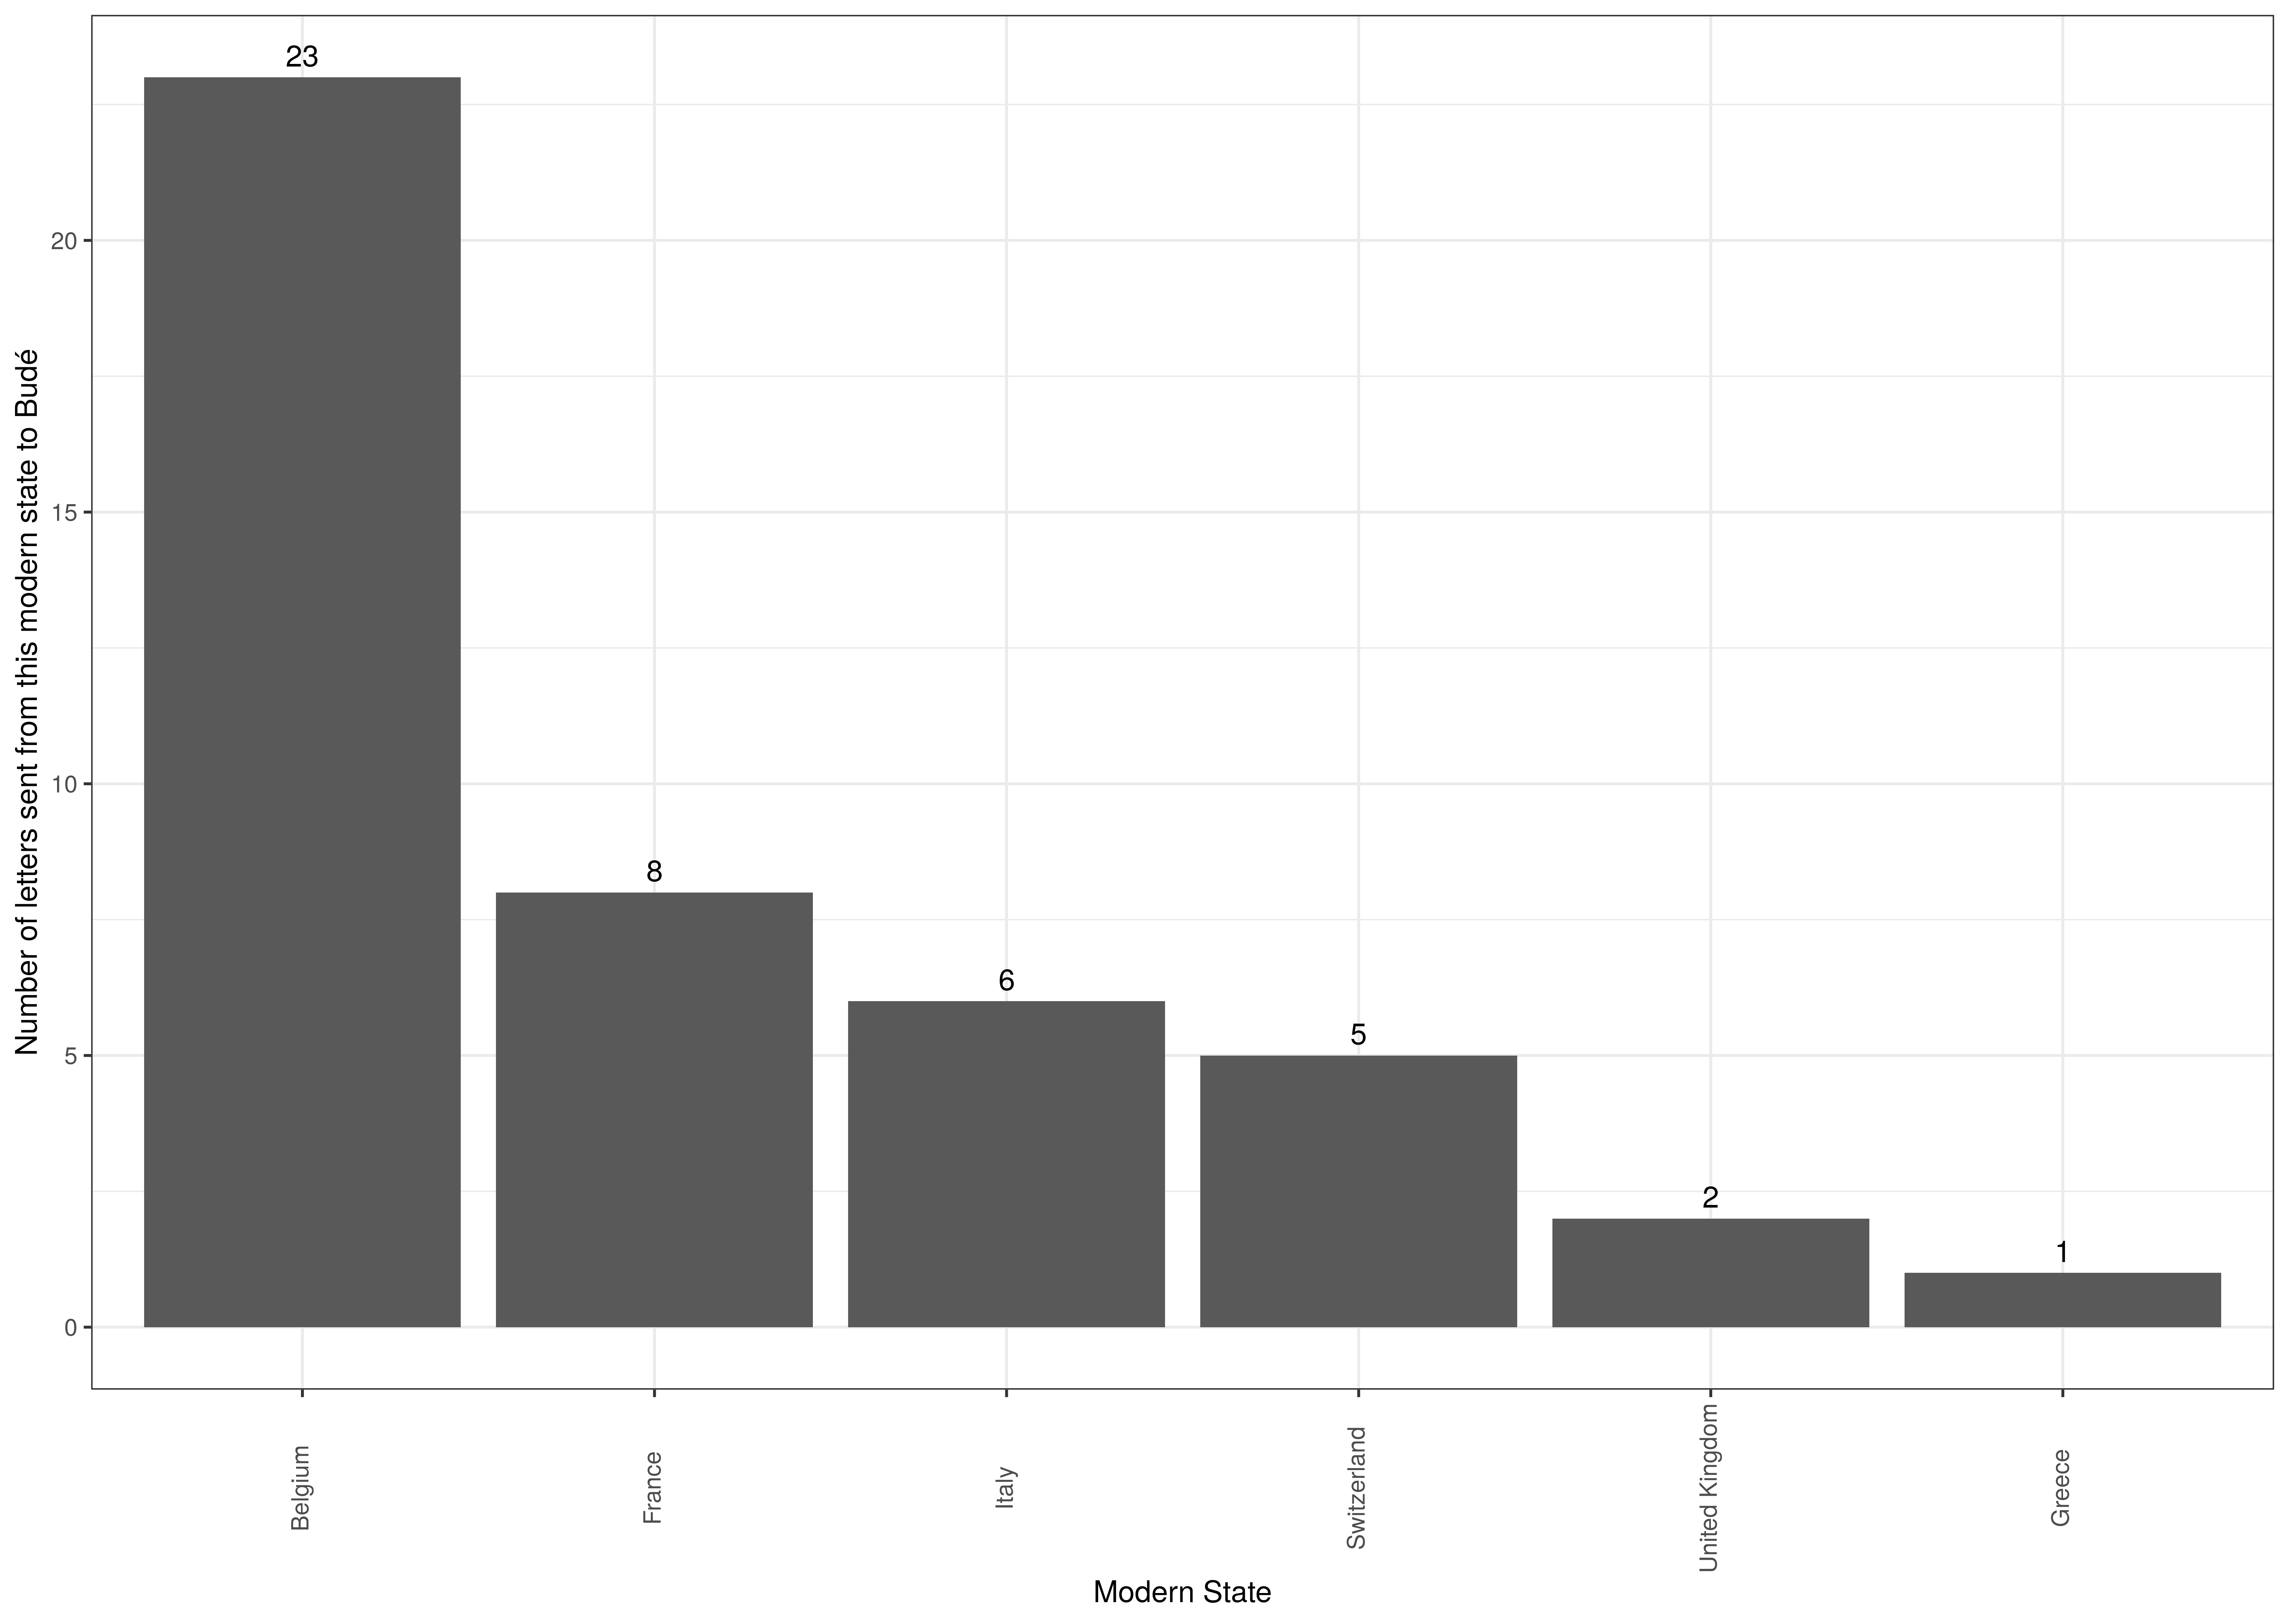 Number of letters sent from this modern state to Budé
20
15
10
5
0
23
8
6
5
2
1
Belgium
France
Italy
Switzerland
United Kingdom
Greece
Modern State